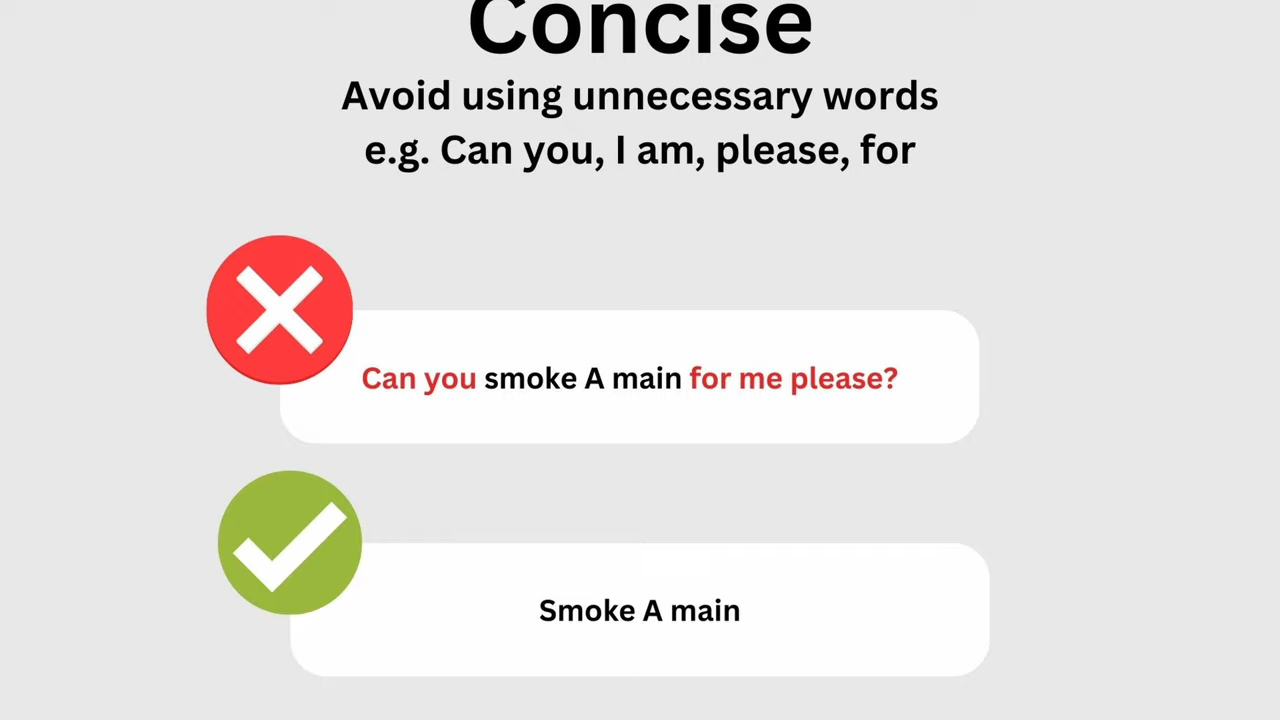 Concise
Avoid using unnecessary words
e.g. Can you, I am, please, for
Can you smoke A main for me please?
Smoke A main